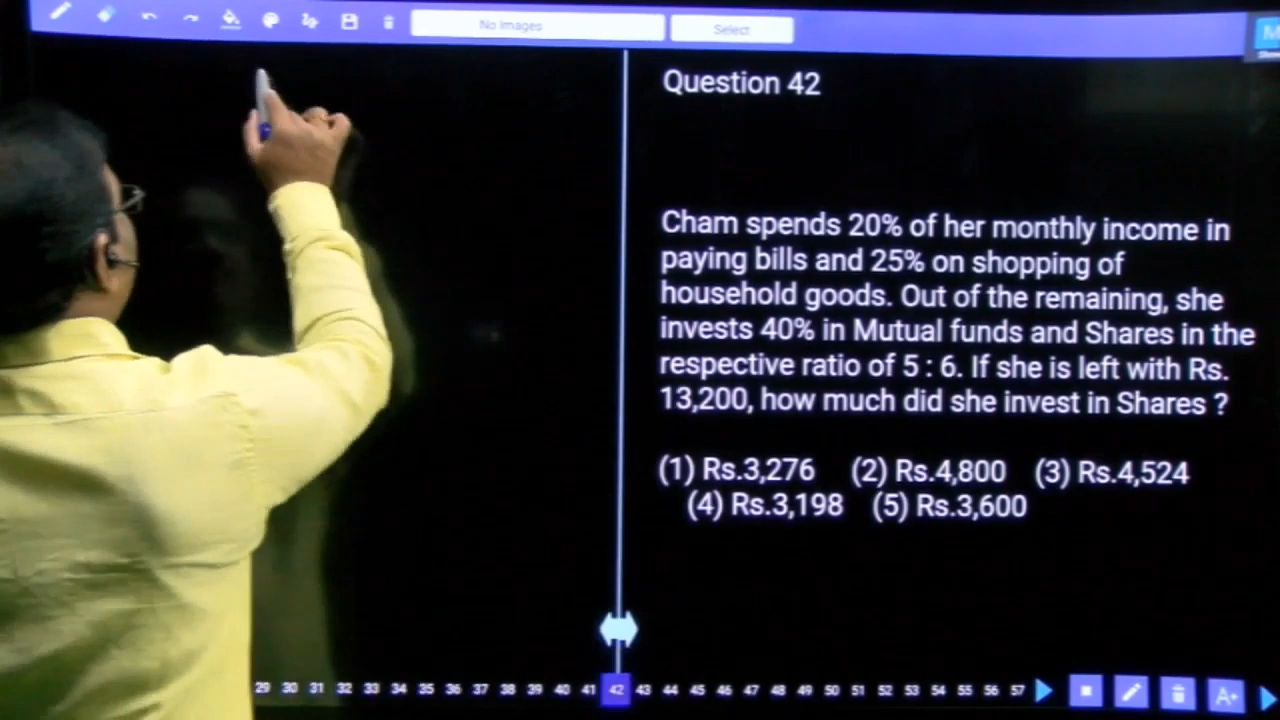 No Images
Select
Question 42
Cham spends 20% of her monthly income in
paying bills and 25% on shopping of
household goods. Out of the remaining, she
invests 40% in Mutual funds and Shares in the
respective ratio of 5 : 6. If she is left with Rs.
13,200, how much did she invest in Shares ?
(1) Rs.3,276 (2) Rs.4,800 (3) Rs.4,524
(4) Rs.3,198 (5) Rs.3,600
29 30 31 32 33 34 35 36 37 38 39 40 41 42 43 44 45 46 47 48 49 50 51 52 53 54 55 56 57
A+